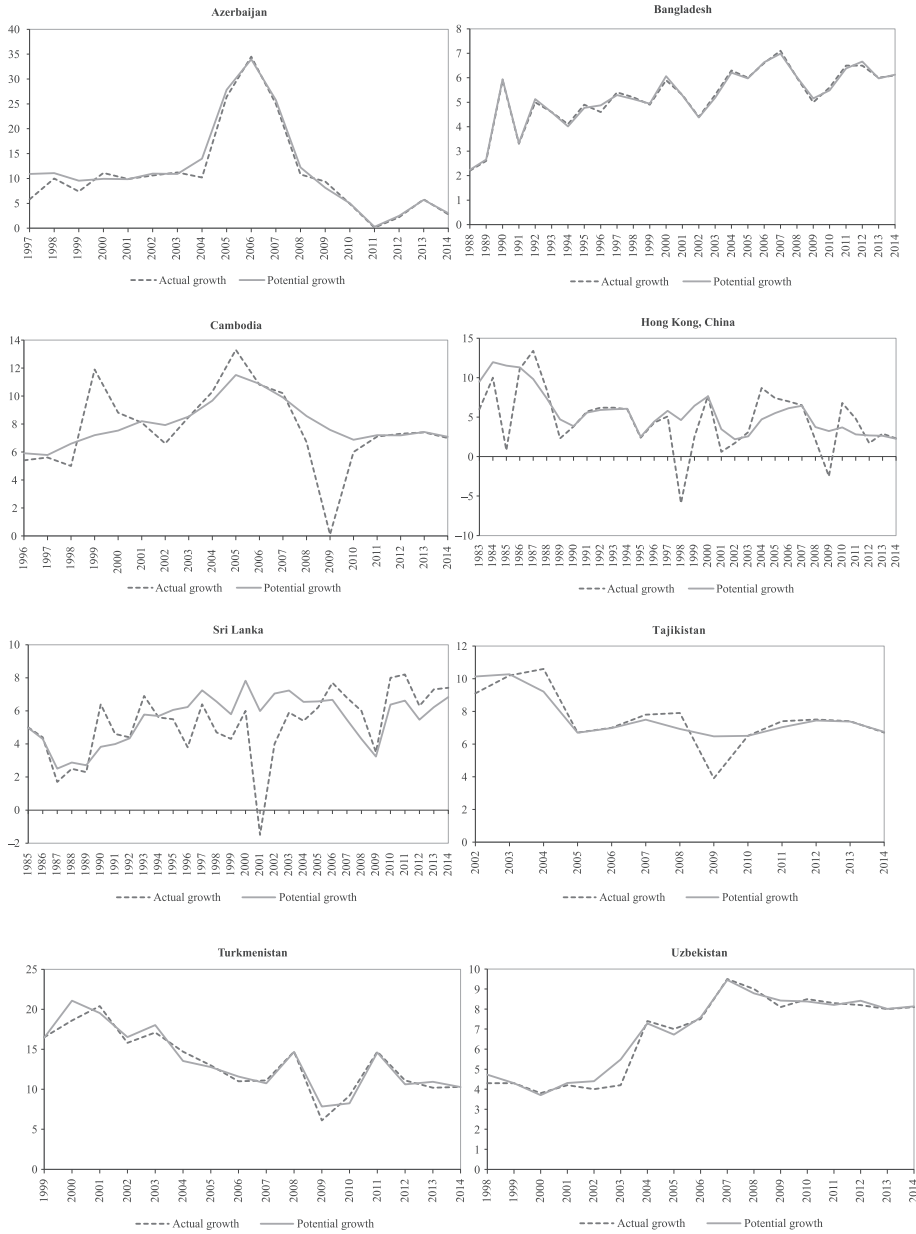 Azerbaijan
40
35
30
25
20
15
10
5
0
1997 1998 1999 2000 2001 2002 2003 2004 2005 2006 2007 2008 2009 2010 2011 2012 2013 2014
Actual growth Potential growth
Bangladesh
8
7
6
5
4
3
2
1
0
1988 1989 1990 1991 1992 1993 1994 1995 1996 1997 1998 1999 2000 2001 2002 2003 2004 2005 2006 2007 2008 2009 2010 2011 2012 2013 2014
Actual growth Potential growth
Cambodia
14
12
10
8
6
4
2
0
1996 1997 1998 1999 2000 2001 2002 2003 2004 2005 2006 2007 2008 2009 2010 2011 2012 2013 2014
Actual growth Potential growth
Hong Kong, China
15
10
5
0
−5
−10
1983 1984 1985 1986 1987 1988 1989 1990 1991 1992 1993 1994 1995 1996 1997 1998 1999 2000 2001 2002 2003 2004 2005 2006 2007 2008 2009 2010 2011 2012 2013 2014
Actual growth Potential growth
Sri Lanka
10
8
6
4
2
0
−2
1985 1986 1987 1988 1989 1990 1991 1992 1993 1994 1995 1996 1997 1998 1999 2000 2001 2002 2003 2004 2005 2006 2007 2008 2009 2010 2011 2012 2013 2014
Actual growth Potential growth
Tajikistan
12
10
8
6
4
2
0
2002 2003 2004 2005 2006 2007 2008 2009 2010 2011 2012 2013 2014
Actual growth Potential growth
Turkmenistan
25
20
15
10
5
0
1999 2000 2001 2002 2003 2004 2005 2006 2007 2008 2009 2010 2011 2012 2013 2014
Actual growth Potential growth
Uzbekistan
10
9
8
7
6
5
4
3
2
1
0
1998 1999 2000 2001 2002 2003 2004 2005 2006 2007 2008 2009 2010 2011 2012 2013 2014
Actual growth Potential growth